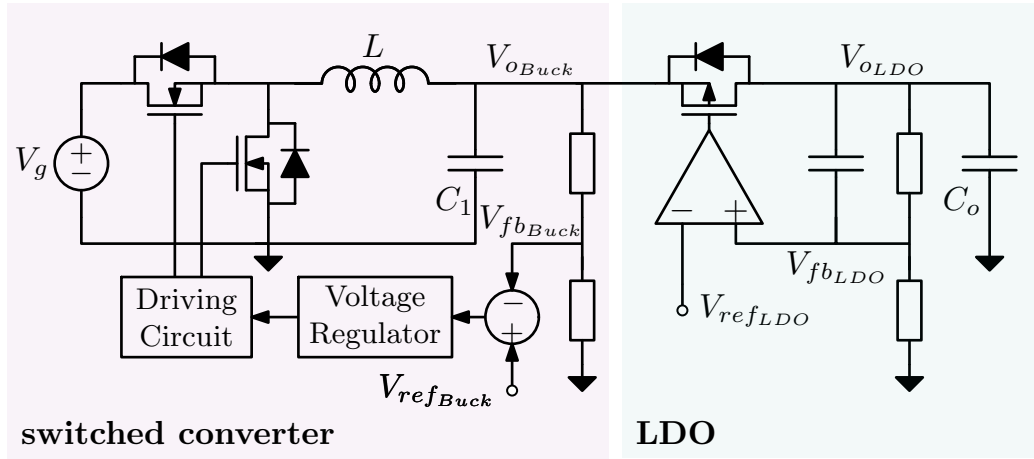 L
V_{o_{Buck}}
V_{o_{LDO}}
V_g
+
−
C_1
V_{fb_{Buck}}
− +
C_o
V_{fb_{LDO}}
Driving
Circuit
Voltage
Regulator
−
+
V_{ref_{LDO}}
V_{ref_{Buck}}
switched converter
LDO